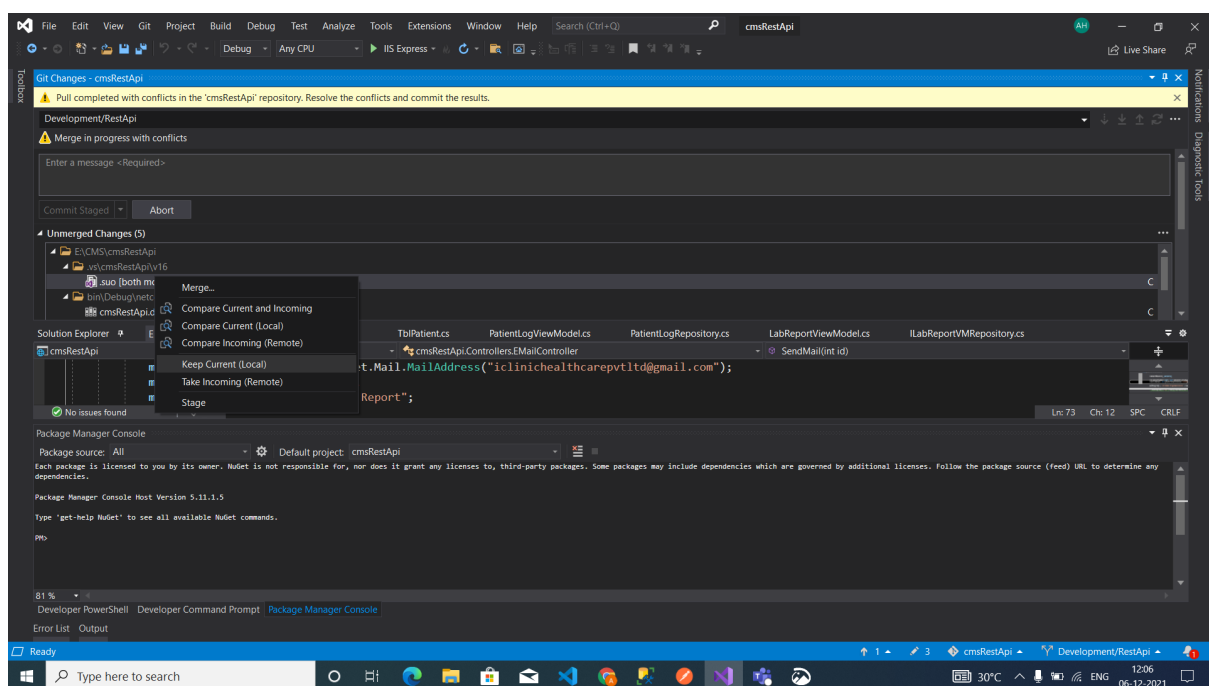 File Edit View Git Project Build Debug Test Analyze Tools Extensions Window Help Search (Ctrl+Q) cmsRestApi AH
Debug Any CPU IIS Express Live Share
Toolbox
Git Changes - cmsRestApi
Pull completed with conflicts in the 'cmsRestApi' repository. Resolve the conflicts and commit the results.
Development/RestApi
Merge in progress with conflicts
Enter a message <Required>
Commit Staged Abort
Unmerged Changes (5)
E:\CMS\cmsRestApi
.vs\cmsRestApi\v16
.suo [both mo C
bin\Debug\netc
cmsRestApi.d C
Merge...
Compare Current and Incoming
Compare Current (Local)
Compare Incoming (Remote)
Keep Current (Local)
Take Incoming (Remote)
Stage
Notifications
Diagnostic Tools
Solution Explorer E TblPatient.cs PatientLogViewModel.cs PatientLogRepository.cs LabReportViewModel.cs ILabReportVMRepository.cs
cmsRestApi cmsRestApi.Controllers.EMailController SendMail(int id)
m t.Mail.MailAddress("iclinichealthcarepvtltd@gmail.com");
m
m Report";
No issues found Ln: 73 Ch: 12 SPC CRLF
Package Manager Console
Package source: All Default project: cmsRestApi
Each package is licensed to you by its owner. NuGet is not responsible for, nor does it grant any licenses to, third-party packages. Some packages may include dependencies which are governed by additional licenses. Follow the package source (feed) URL to determine any
dependencies.
Package Manager Console Host Version 5.11.1.5
Type 'get-help NuGet' to see all available NuGet commands.
PM>
81 %
Developer PowerShell Developer Command Prompt Package Manager Console
Error List Output
Ready 1 3 cmsRestApi Development/RestApi 1
Type here to search 30°C ENG 12:06
06-12-2021